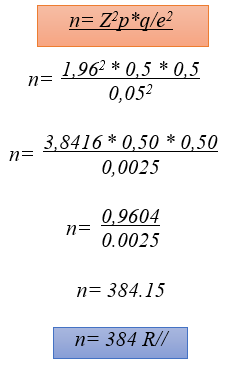 n= Z²p*q/e²
n= 1,96² * 0,5 * 0,5
0,05²
n= 3,8416 * 0,50 * 0,50
0,0025
n= 0,9604
0.0025
n= 384.15
n= 384 R//